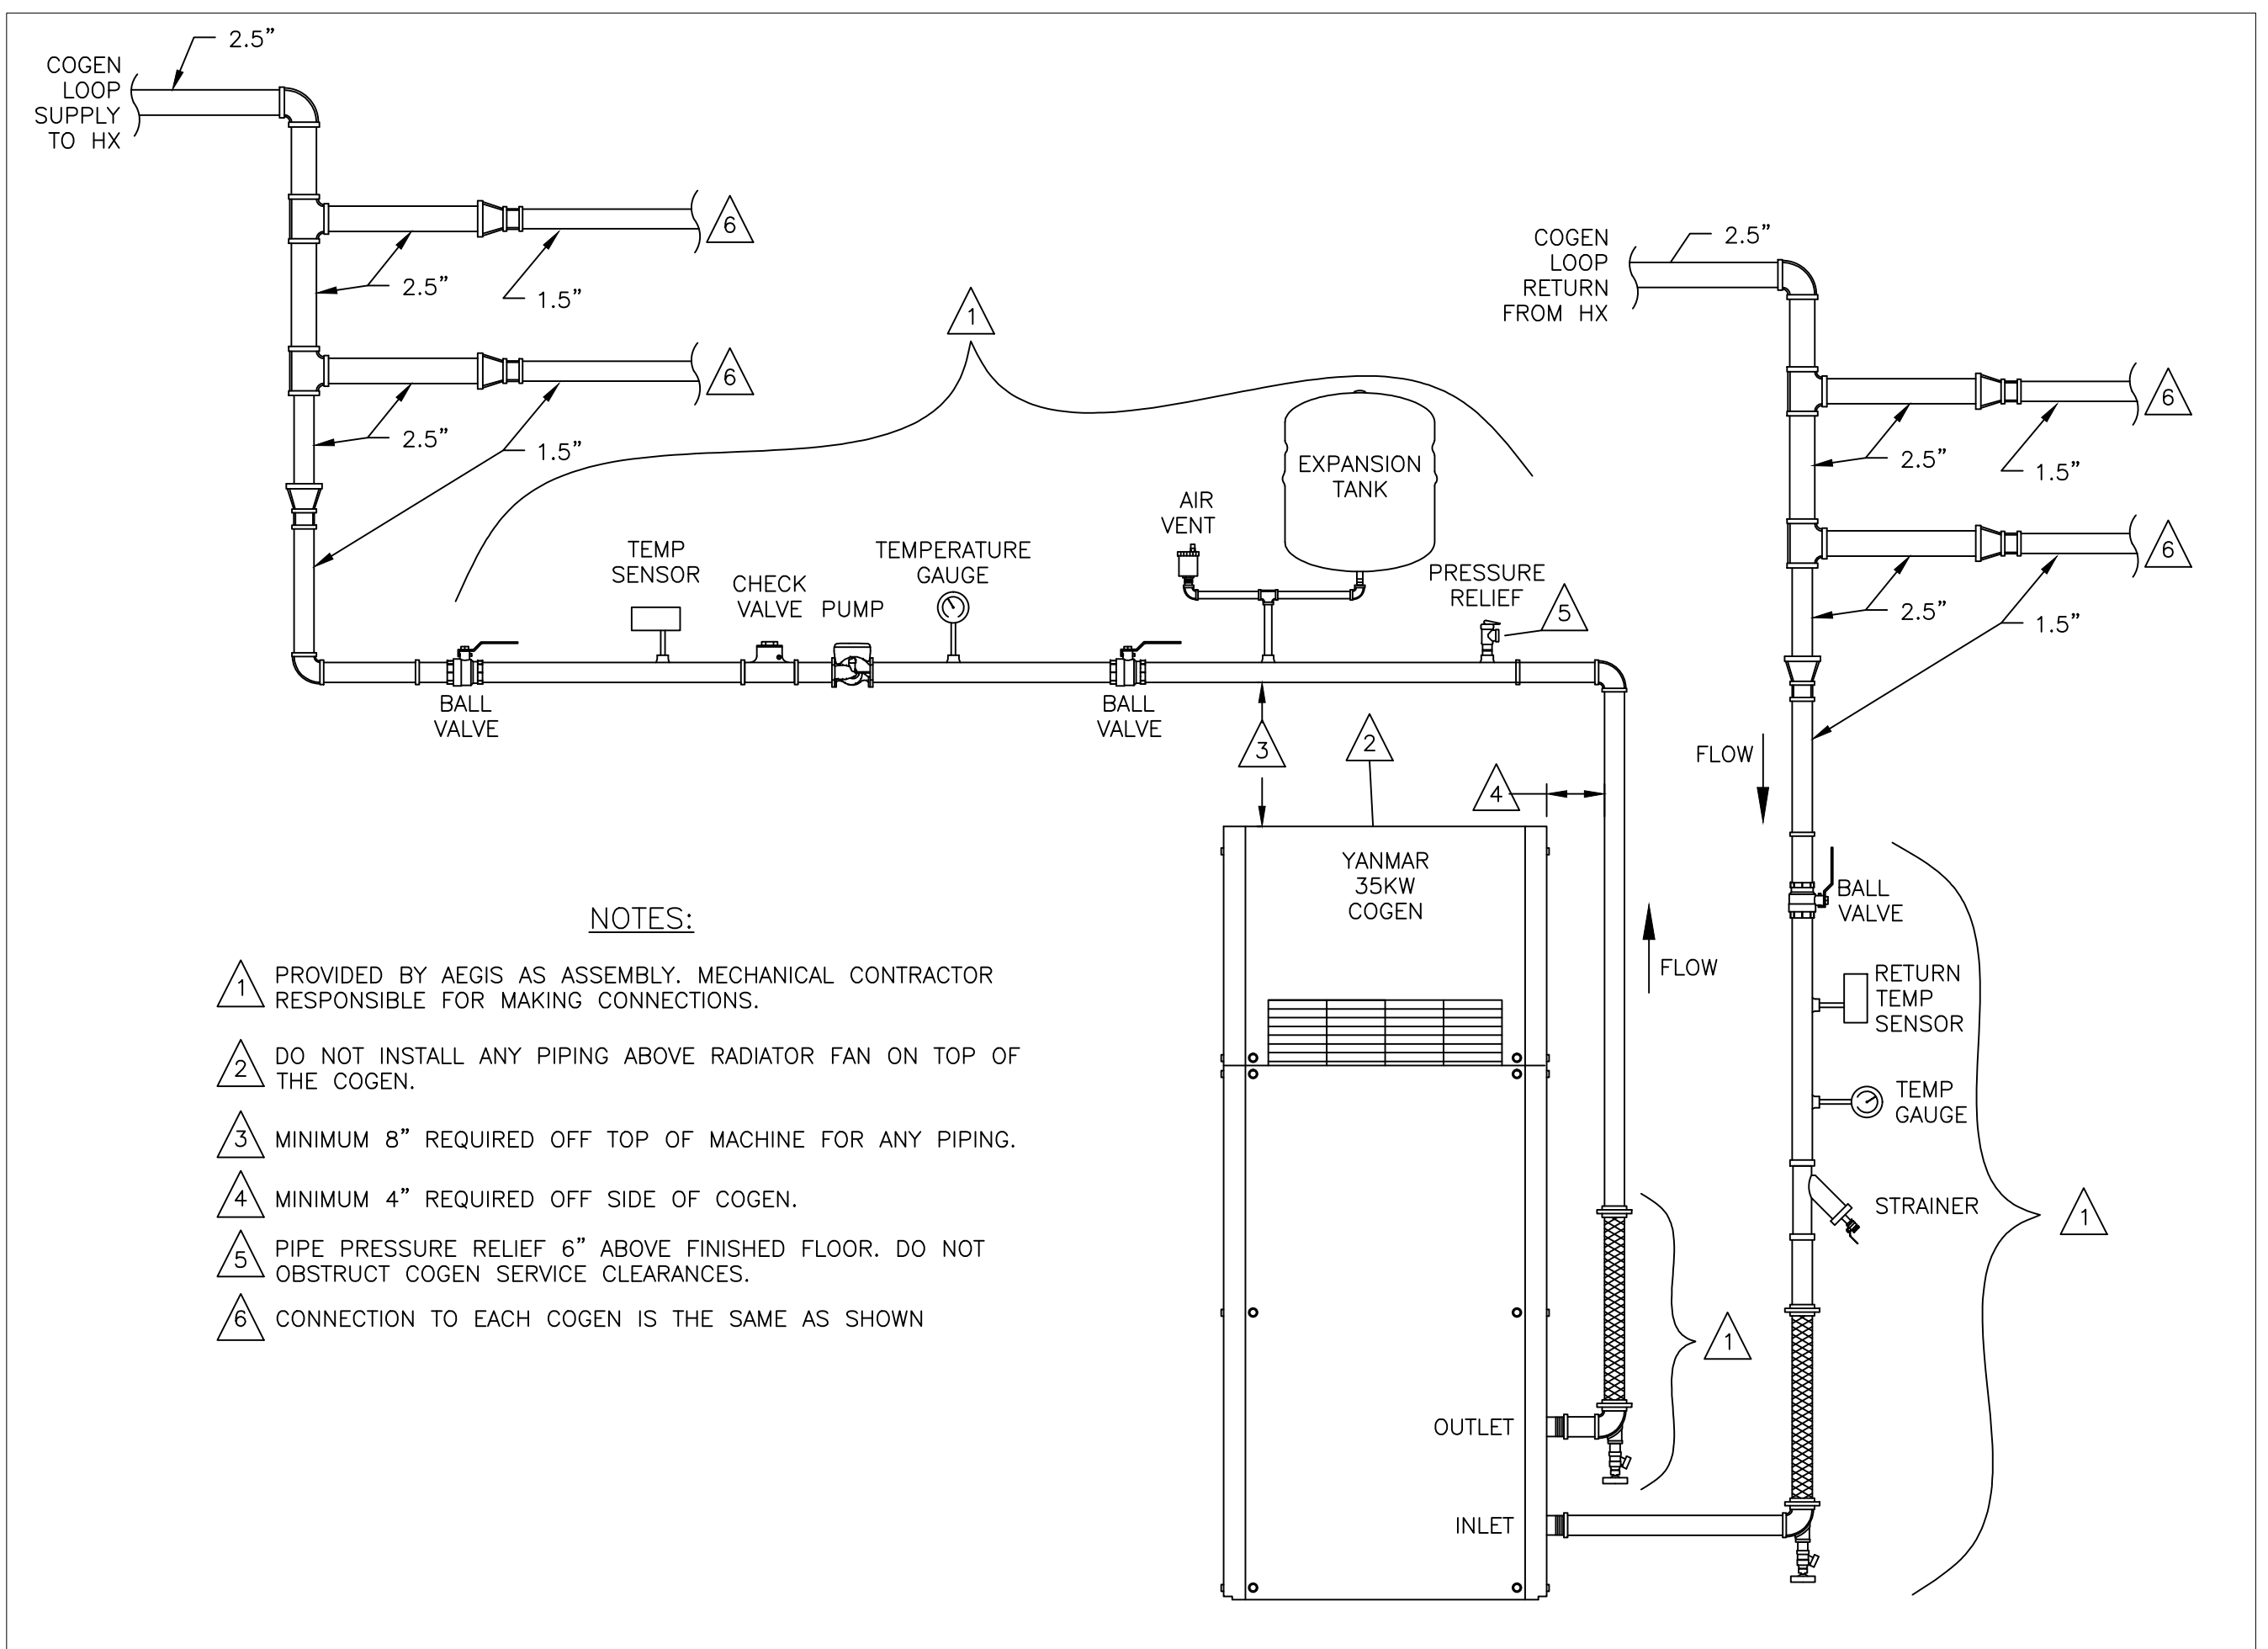 2.5”
COGEN
LOOP
SUPPLY
TO HX
6
2.5”
1.5”
6
2.5”
1.5”
1
COGEN
LOOP
RETURN
FROM HX
2.5”
6
2.5”
1.5”
6
2.5”
1.5”
EXPANSION
TANK
AIR
VENT
TEMP
SENSOR
CHECK
VALVE
PUMP
TEMPERATURE
GAUGE
PRESSURE
RELIEF
5
BALL
VALVE
BALL
VALVE
3
2
4
FLOW
YANMAR
35KW
COGEN
FLOW
BALL
VALVE
RETURN
TEMP
SENSOR
TEMP
GAUGE
STRAINER
1
1
OUTLET
INLET
NOTES:
1 PROVIDED BY AEGIS AS ASSEMBLY. MECHANICAL CONTRACTOR
RESPONSIBLE FOR MAKING CONNECTIONS.
2 DO NOT INSTALL ANY PIPING ABOVE RADIATOR FAN ON TOP OF
THE COGEN.
3 MINIMUM 8” REQUIRED OFF TOP OF MACHINE FOR ANY PIPING.
4 MINIMUM 4” REQUIRED OFF SIDE OF COGEN.
5 PIPE PRESSURE RELIEF 6” ABOVE FINISHED FLOOR. DO NOT
OBSTRUCT COGEN SERVICE CLEARANCES.
6 CONNECTION TO EACH COGEN IS THE SAME AS SHOWN